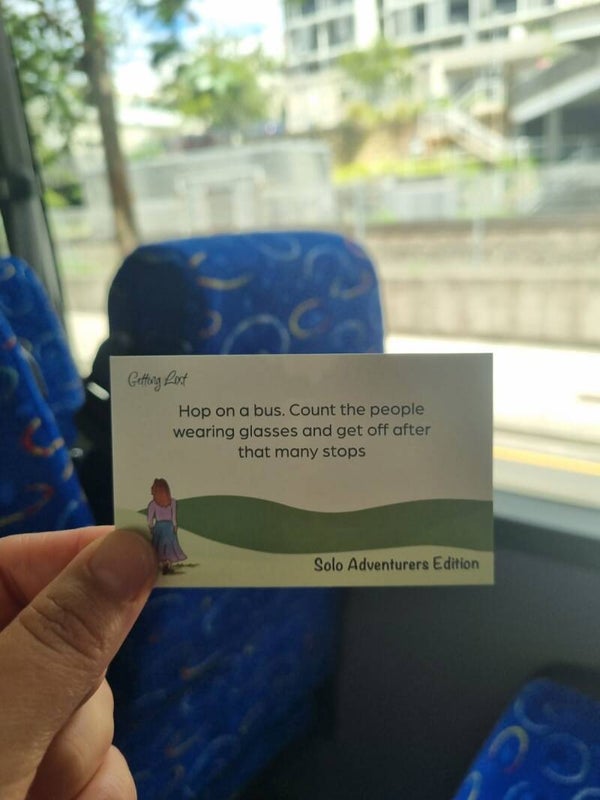 Getting Lost
Hop on a bus. Count the people
wearing glasses and get off after
that many stops
Solo Adventurers Edition